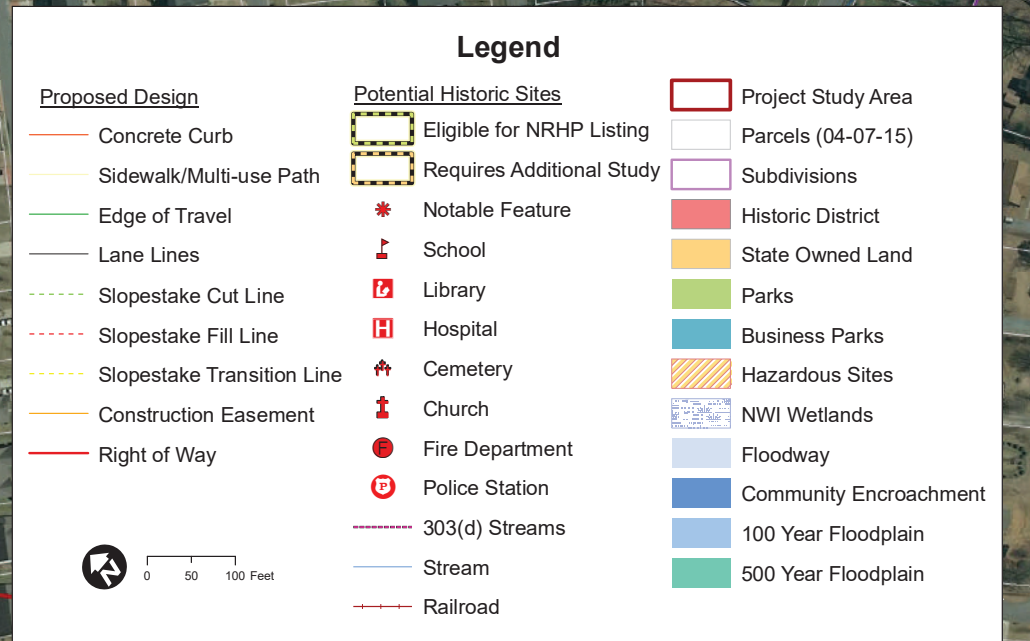 Legend
Proposed Design
Concrete Curb
Sidewalk/Multi-use Path
Edge of Travel
Lane Lines
Slopestake Cut Line
Slopestake Fill Line
Slopestake Transition Line
Construction Easement
Right of Way
0 50 100 Feet
Potential Historic Sites
Eligible for NRHP Listing
Requires Additional Study
Notable Feature
School
Library
H Hospital
Cemetery
Church
F Fire Department
P Police Station
303(d) Streams
Stream
Railroad
Project Study Area
Parcels (04-07-15)
Subdivisions
Historic District
State Owned Land
Parks
Business Parks
Hazardous Sites
NWI Wetlands
Floodway
Community Encroachment
100 Year Floodplain
500 Year Floodplain